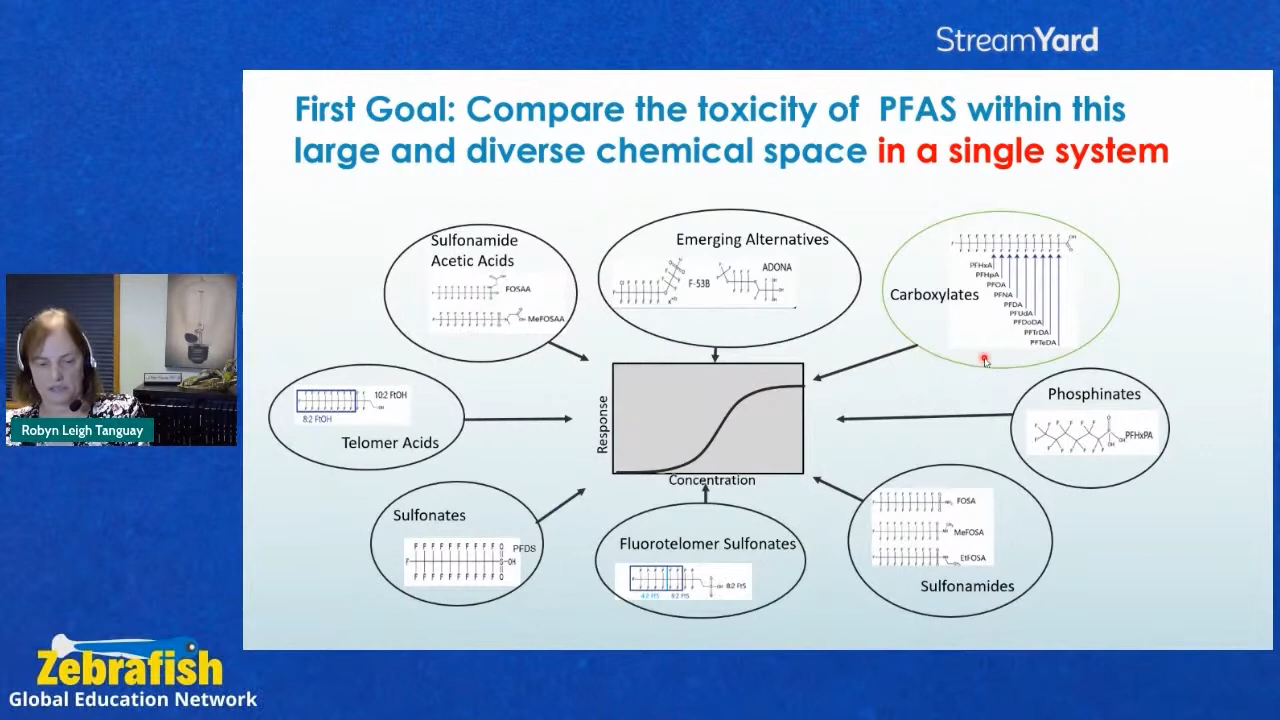 StreamYard
First Goal: Compare the toxicity of PFAS within this
large and diverse chemical space in a single system
Sulfonamide
Acetic Acids
FOSAA
MeFOSAA
Emerging Alternatives
F-53B
ADONA
Carboxylates
PFHxA
PFHpA
PFOA
PFNA
PFDA
PFUdA
PFDoDA
PFTrDA
PFTeDA
10:2 FtOH
8:2 FtOH
Telomer Acids
Response
Concentration
Phosphinates
PFHxPA
Sulfonates
F F F F F F F F F F O
F
OH
F F F F F F F F F F O
PFDS
Fluorotelomer Sulfonates
8:2 FtS
4:2 FtS
6:2 FtS
FOSA
MeFOSA
EtFOSA
Sulfonamides
Robyn Leigh Tanguay
Zebrafish
Global Education Network